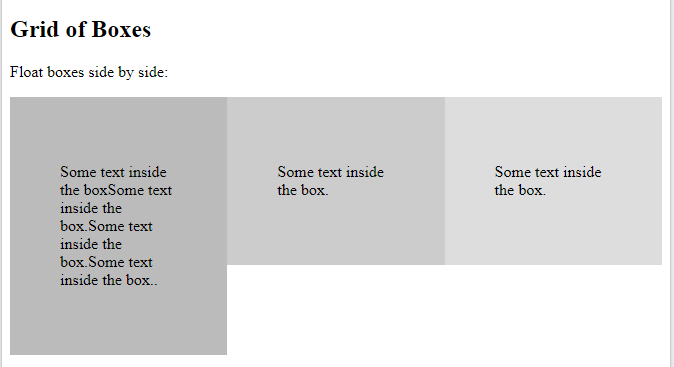 Grid of Boxes
Float boxes side by side:
Some text inside
the boxSome text
inside the
box.Some text
inside the
box.Some text
inside the box..
Some text inside
the box.
Some text inside
the box.